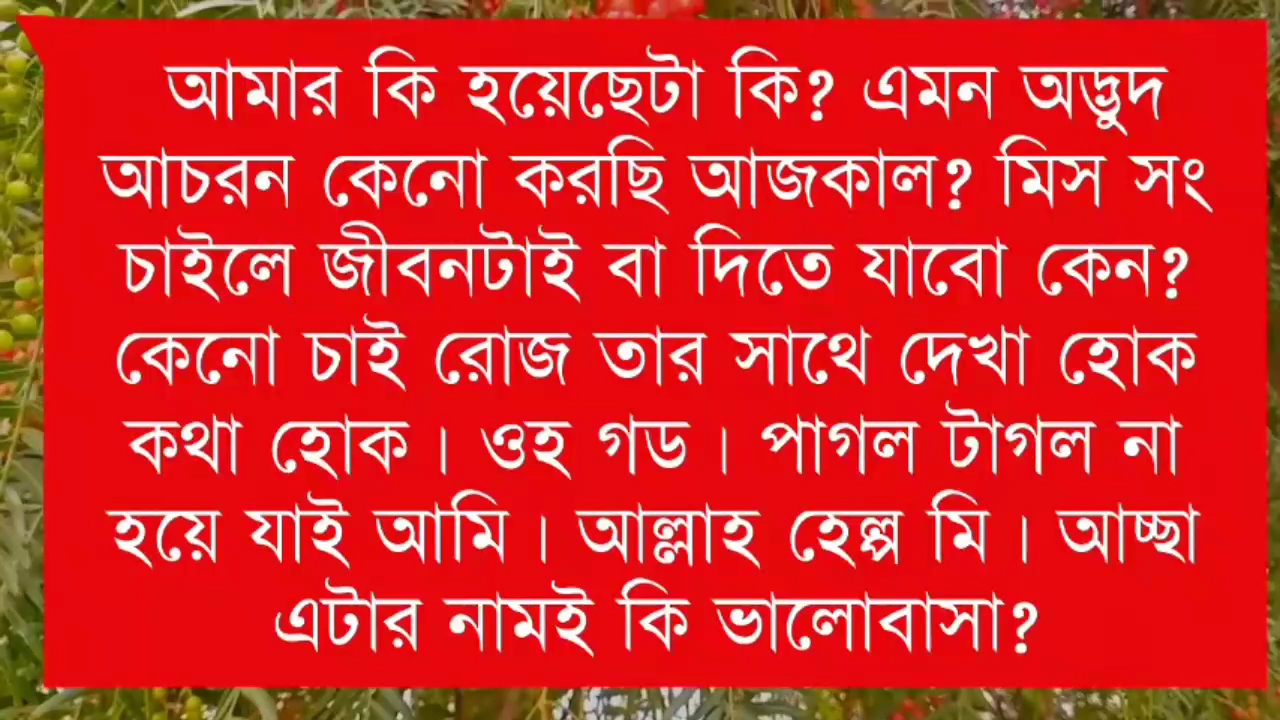 আমার কি হয়েছেটা কি? এমন অদ্ভুদ
আচরন কেনো করছি আজকাল? মিস সং
চাইলে জীবনটাই বা দিতে যাবো কেন?
কেনো চাই রোজ তার সাথে দেখা হোক
কথা হোক। ওহ গড। পাগল টাগল না
হয়ে যাই আমি। আল্লাহ হেল্প মি। আচ্ছা
এটার নামই কি ভালোবাসা?